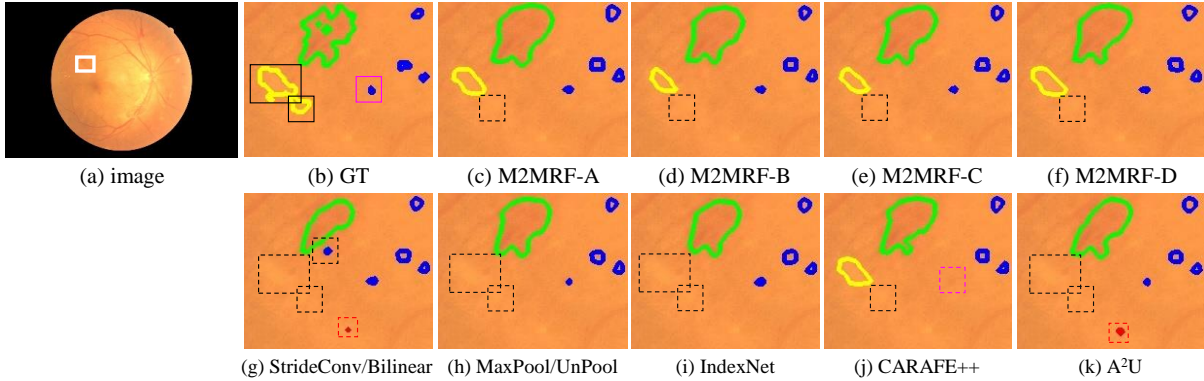 (a) image
(b) GT
(c) M2MRF-A
(d) M2MRF-B
(e) M2MRF-C
(f) M2MRF-D
(g) StrideConv/Bilinear
(h) MaxPool/UnPool
(i) IndexNet
(j) CARAFE++
(k) A²U